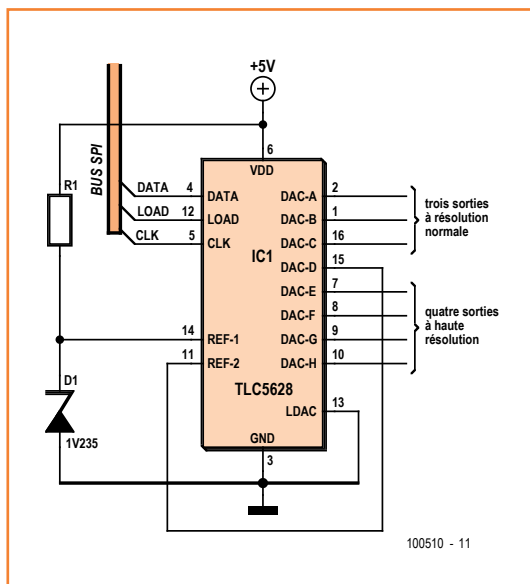 +5V
6
VDD
R1
BUS SPI
DATA
4
DATA
LOAD
12
LOAD
CLK
5
CLK
IC1
DAC-A
2
DAC-B
1
DAC-C
16
DAC-D
15
DAC-E
7
DAC-F
8
DAC-G
9
DAC-H
10
trois sorties
à résolution
normale
quatre sorties
à haute
résolution
14
REF-1
11
REF-2
TLC5628
LDAC
13
GND
3
D1
1V235
100510 - 11